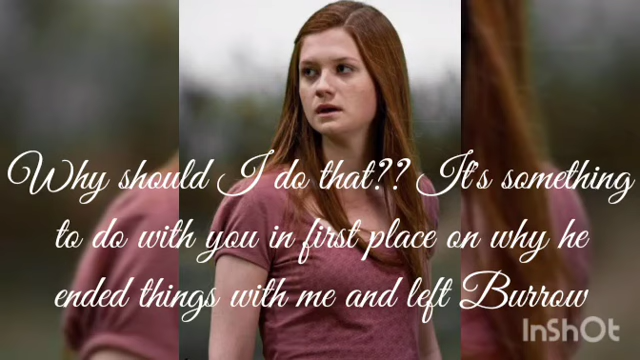 Why should I do that?? It's something
to do with you in first place on why he
ended things with me and left Burrow
InShOt